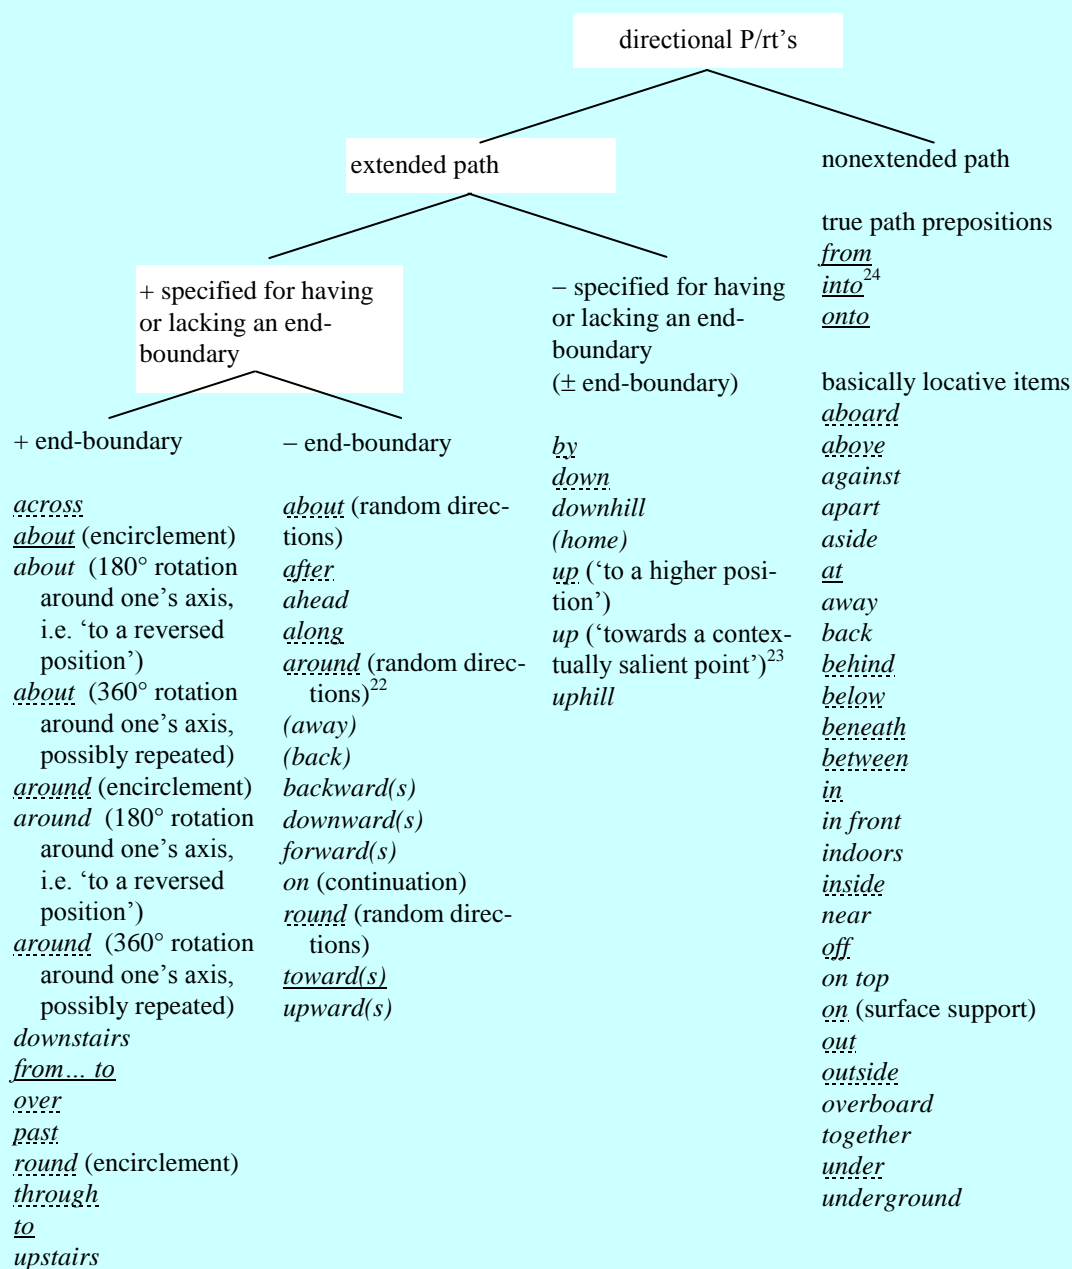 directional P/rt’s
extended path
nonextended path
true path prepositions
from
into24
onto
basically locative items
aboard
above
against
apart
aside
at
away
back
behind
below
beneath
between
in
in front
indoors
inside
near
off
on top
on (surface support)
out
outside
overboard
together
under
underground
+ specified for having
or lacking an end-
boundary
− specified for having
or lacking an end-
boundary
(± end-boundary)
by
down
downhill
(home)
up (‘to a higher posi-
tion’)
up (‘towards a contex-
tually salient point’)23
uphill
+ end-boundary
across
about (encirclement)
about (180° rotation
around one’s axis,
i.e. ‘to a reversed
position’)
about (360° rotation
around one’s axis,
possibly repeated)
around (encirclement)
around (180° rotation
around one’s axis,
i.e. ‘to a reversed
position’)
around (360° rotation
around one’s axis,
possibly repeated)
downstairs
from… to
over
past
round (encirclement)
through
to
upstairs
− end-boundary
about (random direc-
tions)
after
ahead
along
around (random direc-
tions)22
(away)
(back)
backward(s)
downward(s)
forward(s)
on (continuation)
round (random direc-
tions)
toward(s)
upward(s)